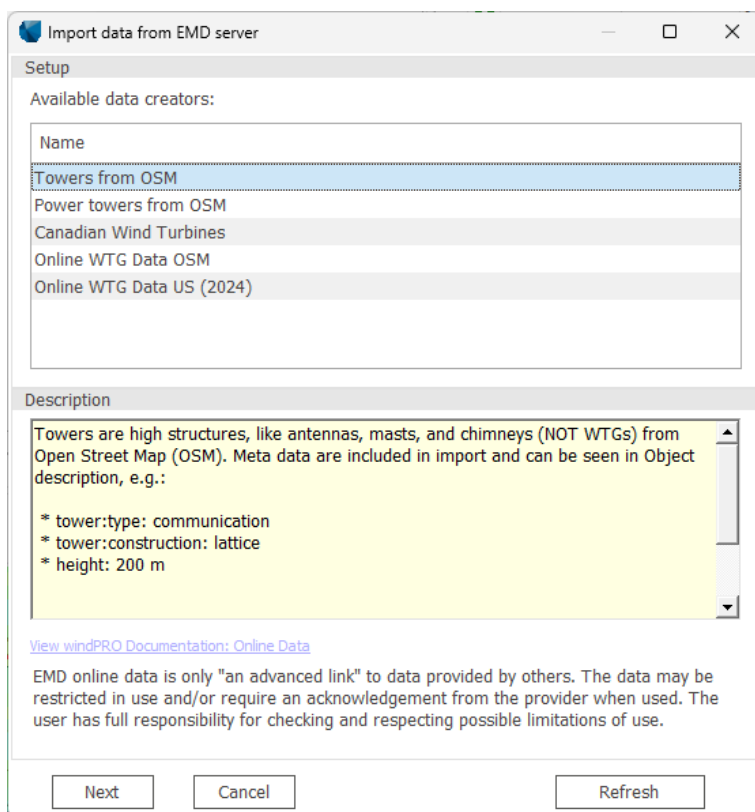 Import data from EMD server
Setup
Available data creators:
Name
Towers from OSM
Power towers from OSM
Canadian Wind Turbines
Online WTG Data OSM
Online WTG Data US (2024)
Description
Towers are high structures, like antennas, masts, and chimneys (NOT WTGs) from
Open Street Map (OSM). Meta data are included in import and can be seen in Object
description, e.g.:
* tower:type: communication
* tower:construction: lattice
* height: 200 m
View windPRO Documentation: Online Data
EMD online data is only "an advanced link" to data provided by others. The data may be
restricted in use and/or require an acknowledgement from the provider when used. The
user has full responsibility for checking and respecting possible limitations of use.
Next
Cancel
Refresh